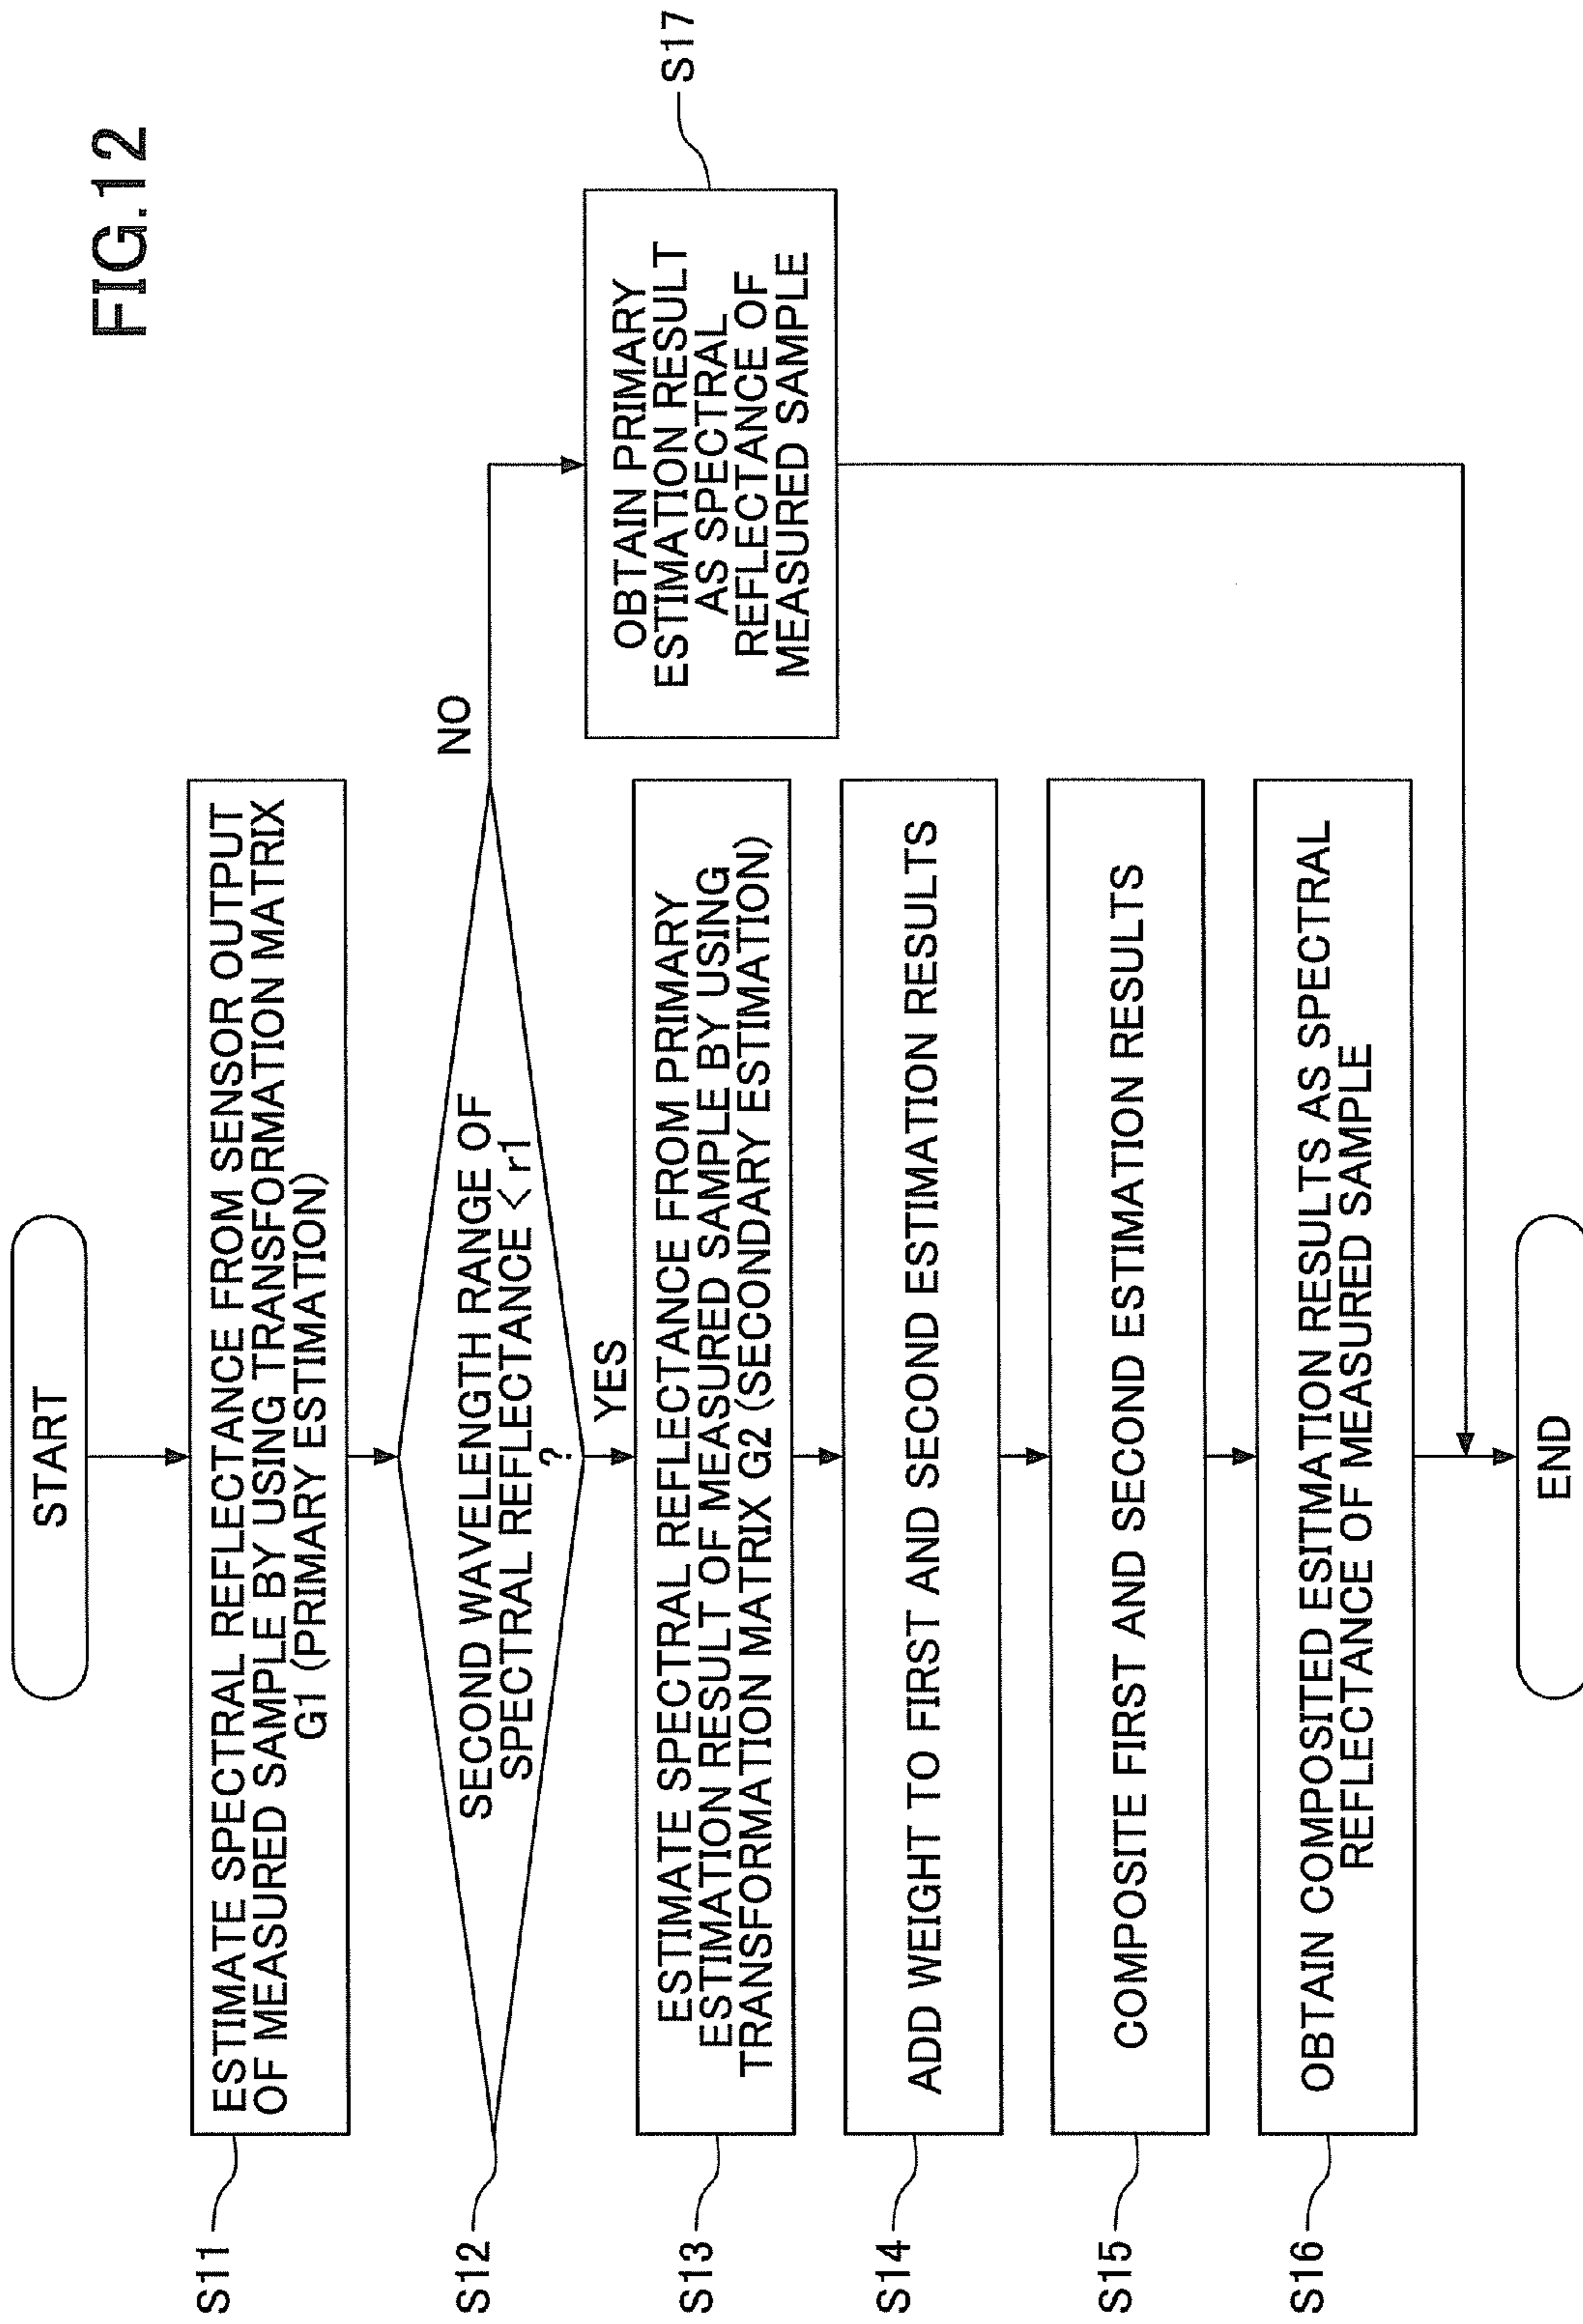 FIG.12
START
S11
ESTIMATE SPECTRAL REFLECTANCE FROM SENSOR OUTPUT
OF MEASURED SAMPLE BY USING TRANSFORMATION MATRIX
G1 (PRIMARY ESTIMATION)
S12
SECOND WAVELENGTH RANGE OF
SPECTRAL REFLECTANCE < r1
?
NO
YES
S13
ESTIMATE SPECTRAL REFLECTANCE FROM PRIMARY
ESTIMATION RESULT OF MEASURED SAMPLE BY USING
TRANSFORMATION MATRIX G2 (SECONDARY ESTIMATION)
S17
OBTAIN PRIMARY
ESTIMATION RESULT
AS SPECTRAL
REFLECTANCE OF
MEASURED SAMPLE
S14
ADD WEIGHT TO FIRST AND SECOND ESTIMATION RESULTS
S15
COMPOSITE FIRST AND SECOND ESTIMATION RESULTS
S16
OBTAIN COMPOSITED ESITMATION RESULTS AS SPECTRAL
REFLECTANCE OF MEASURED SAMPLE
END